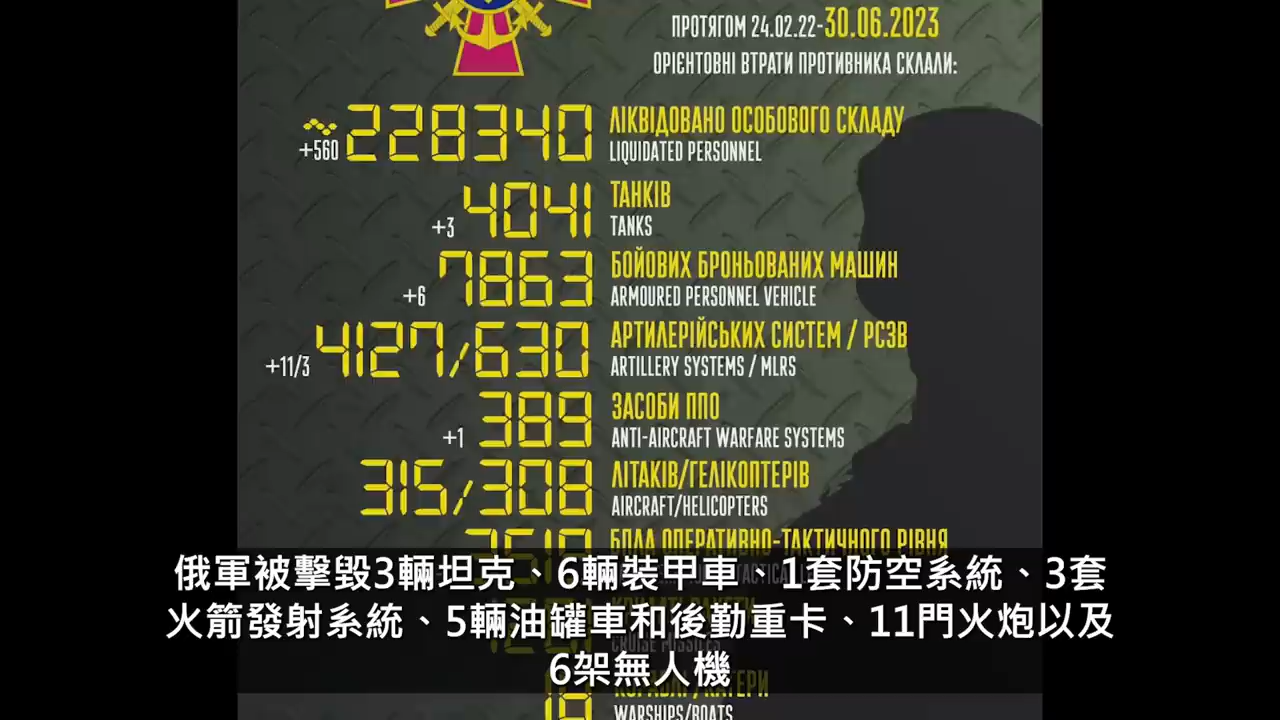 ПРОТЯГОМ 24.02.22-30.06.2023
ОРІЄНТОВНІ ВТРАТИ ПРОТИВНИКА СКЛАЛИ:
+560 ~228340 ЛІКВІДОВАНО ОСОБОВОГО СКЛАДУ
LIQUIDATED PERSONNEL
+3 4041 ТАНКІВ
TANKS
+6 7863 БОЙОВИХ БРОНЬОВАНИХ МАШИН
ARMOURED PERSONNEL VEHICLE
+11/3 4127/630 АРТИЛЕРІЙСЬКИХ СИСТЕМ / РСЗВ
ARTILLERY SYSTEMS / MLRS
+1 389 ЗАСОБИ ППО
ANTI-AIRCRAFT WARFARE SYSTEMS
315/308 ЛІТАКІВ/ГЕЛІКОПТЕРІВ
AIRCRAFT/HELICOPTERS
БПЛА ОПЕРАТИВНО-ТАКТИЧНОГО РІВНЯ
俄軍被擊毀3輛坦克、6輛裝甲車、1套防空系統、3套
火箭發射系統、5輛油罐車和後勤重卡、11門火炮以及
6架無人機
CRUISE MISSILES
КОРАБЛІ /КАТЕРИ
WARSHIPS/BOATS